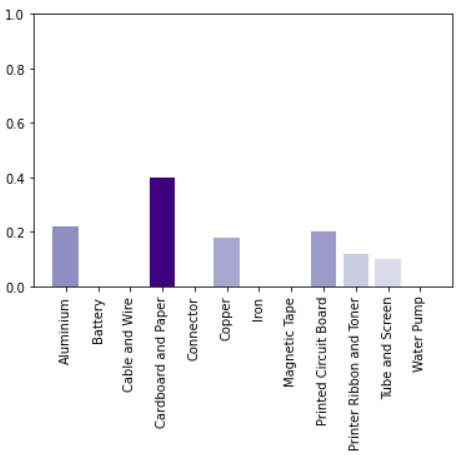 1.0
0.8
0.6
0.4
0.2
0.0
Aluminium
Battery
Cable and Wire
Cardboard and Paper
Connector
Copper
Iron
Magnetic Tape
Printed Circuit Board
Printer Ribbon and Toner
Tube and Screen
Water Pump